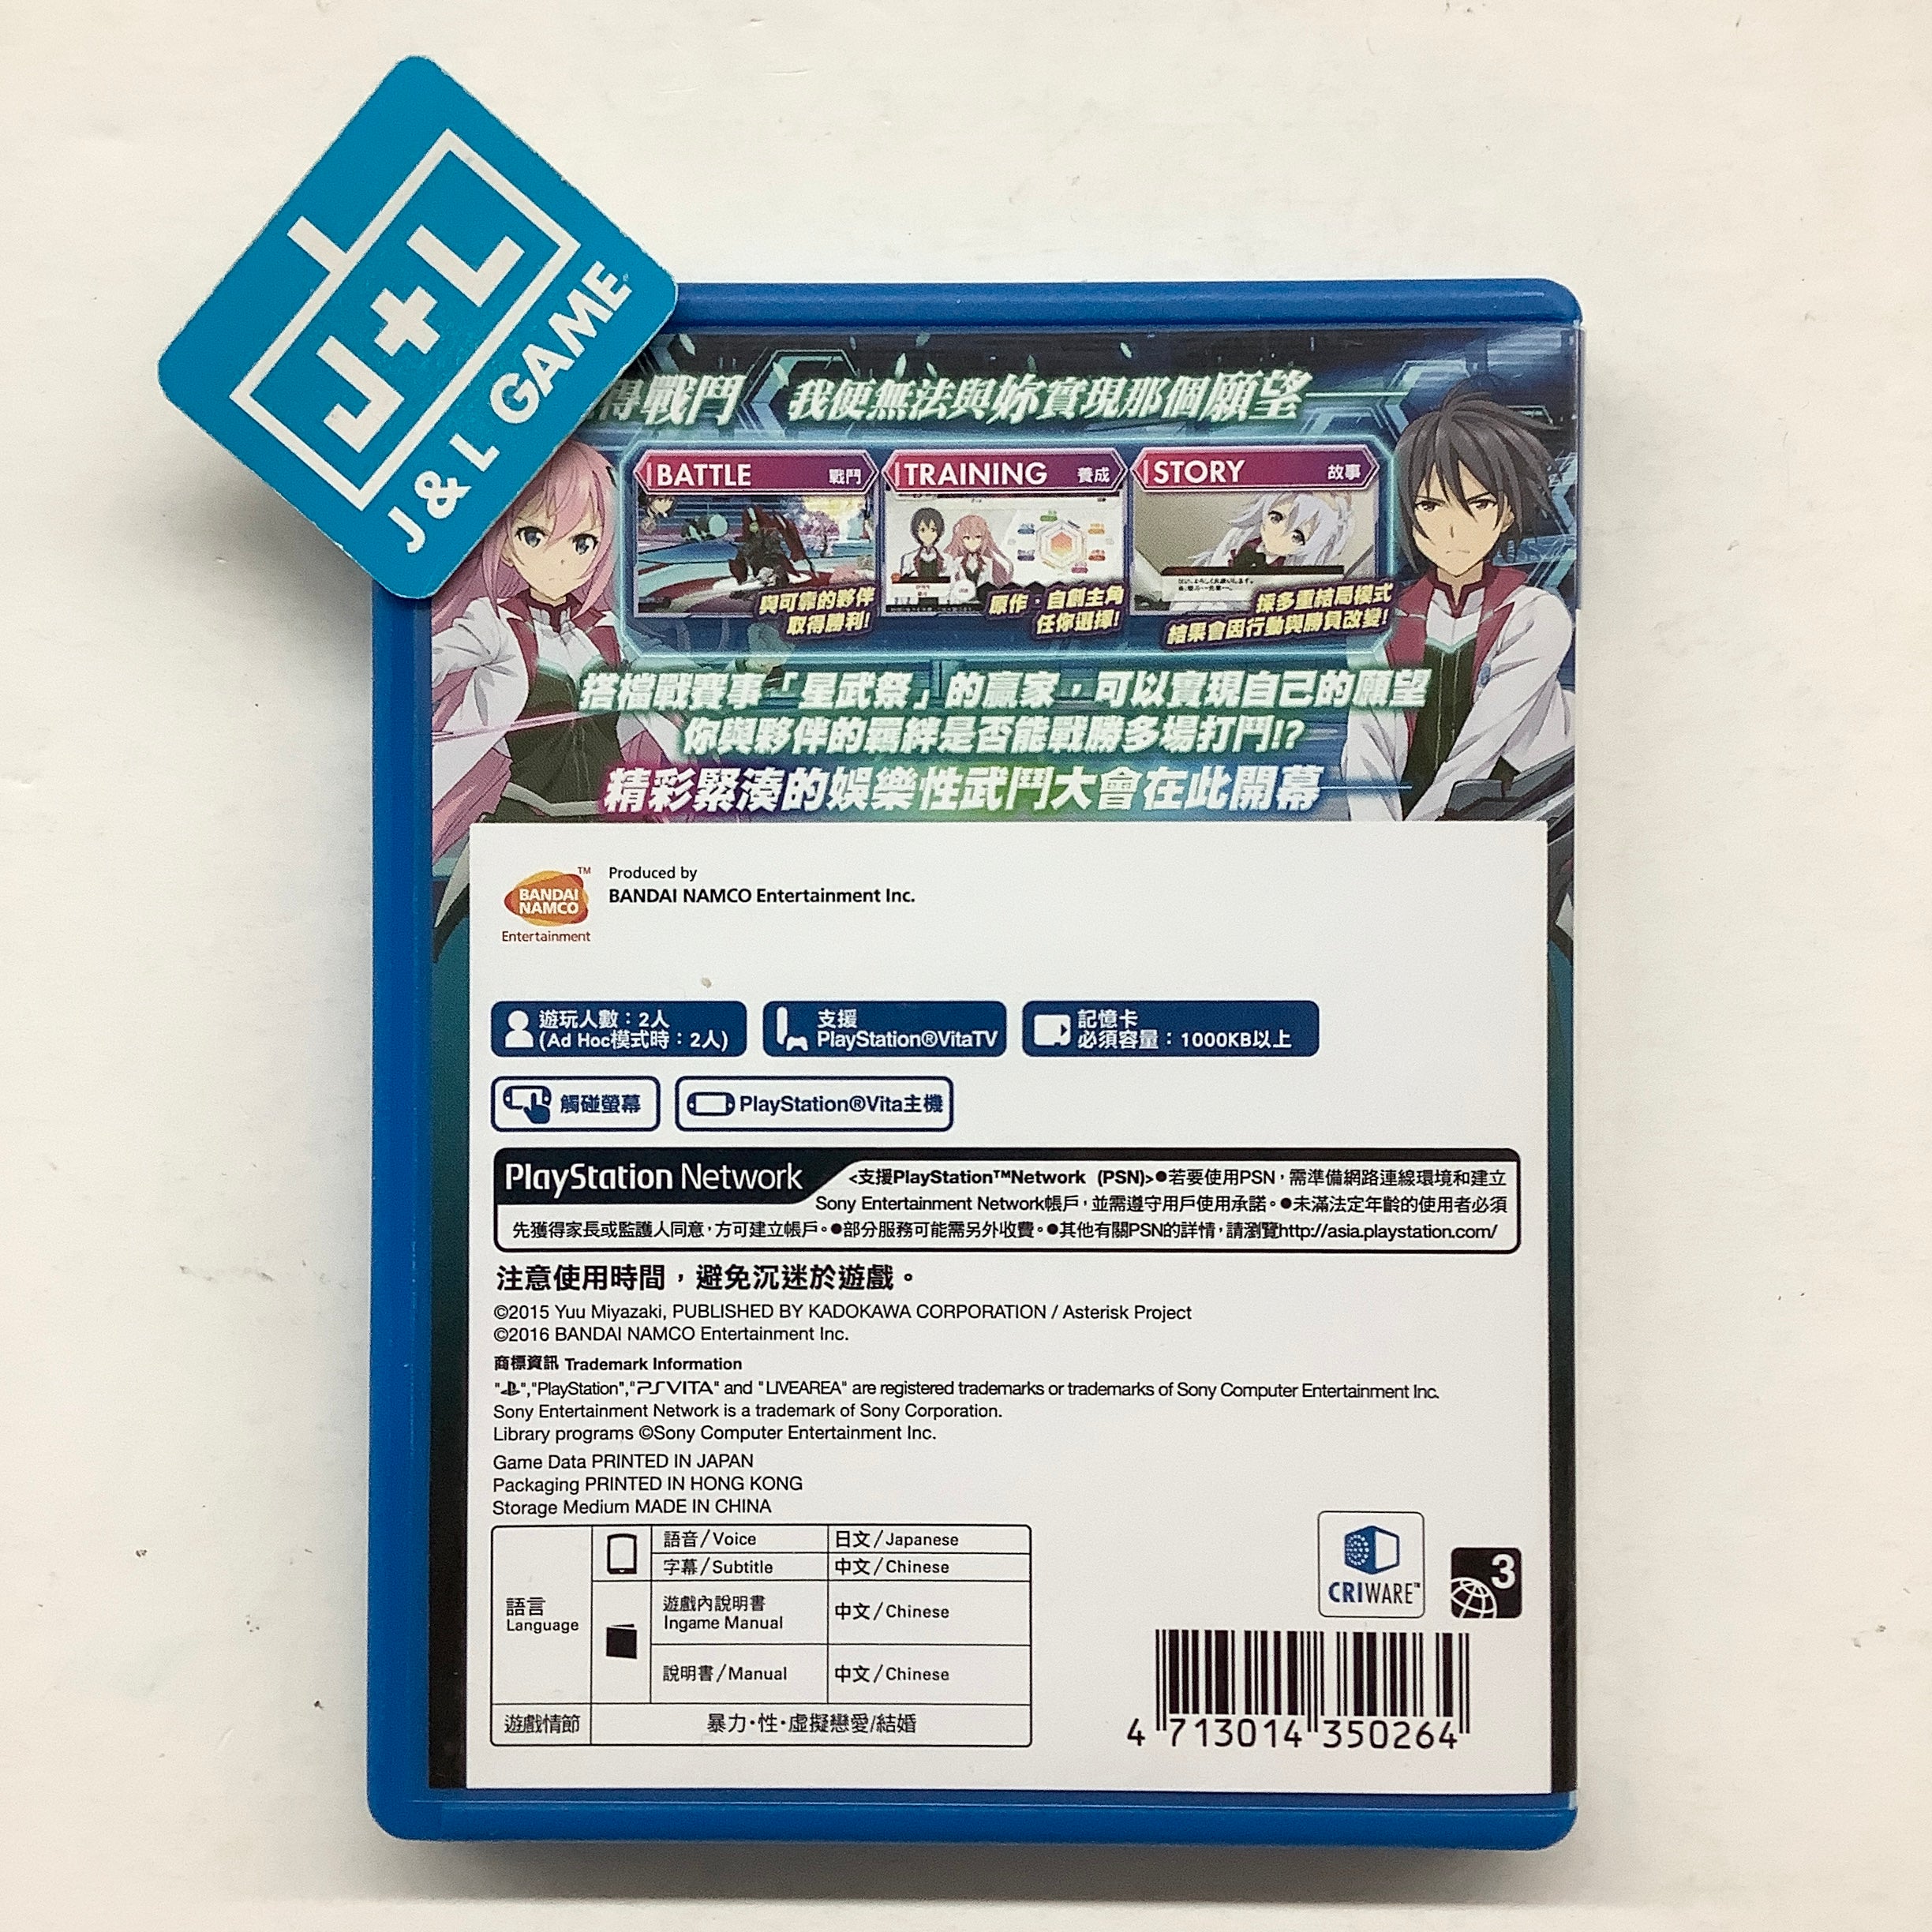 J+L
J & L GAME
得戰鬥 我便無法與妳實現那個願望
BATTLE 戰鬥
TRAINING 養成
STORY 故事
與可靠的夥伴
取得勝利!
原作・自創主角
任你選擇!
採多重結局模式
結果會因行動與勝負改變!
搭檔戰賽事「星武祭」的贏家,可以實現自己的願望
你與夥伴的羈絆是否能戰勝多場打鬥!?
精彩緊湊的娛樂性武鬥大會在此開幕
BANDAI NAMCO ™
Entertainment
Produced by
BANDAI NAMCO Entertainment Inc.
遊玩人數:2人
(Ad Hoc模式時:2人)
支援
PlayStation®VitaTV
記憶卡
必須容量:1000KB以上
觸碰螢幕
PlayStation®Vita主機
PlayStation Network
<支援PlayStation™Network (PSN)>●若要使用PSN,需準備網路連線環境和建立
Sony Entertainment Network帳戶,並需遵守用戶使用承諾。●未滿法定年齡的使用者必須
先獲得家長或監護人同意,方可建立帳戶。●部分服務可能需另外收費。●其他有關PSN的詳情,請瀏覽http://asia.playstation.com/
注意使用時間,避免沉迷於遊戲。
©2015 Yuu Miyazaki, PUBLISHED BY KADOKAWA CORPORATION / Asterisk Project
©2016 BANDAI NAMCO Entertainment Inc.
商標資訊 Trademark Information
"","PlayStation","PSVITA" and "LIVEAREA" are registered trademarks or trademarks of Sony Computer Entertainment Inc.
Sony Entertainment Network is a trademark of Sony Corporation.
Library programs ©Sony Computer Entertainment Inc.
Game Data PRINTED IN JAPAN
Packaging PRINTED IN HONG KONG
Storage Medium MADE IN CHINA
語言
Language
語音/Voice 日文/Japanese
字幕/Subtitle 中文/Chinese
遊戲內說明書
Ingame Manual
中文/Chinese
說明書/Manual 中文/Chinese
遊戲情節 暴力・性・虛擬戀愛/結婚
CRIWARE™
3
4 713014 350264